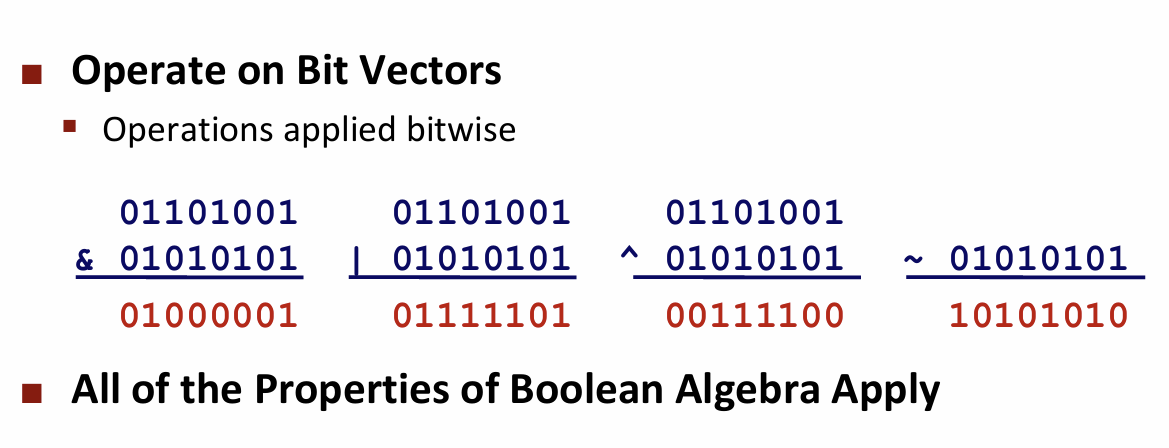 ■ Operate on Bit Vectors
▪ Operations applied bitwise
01101001 01101001 01101001
& 01010101 | 01010101 ^ 01010101 ~ 01010101
01000001 01111101 00111100 10101010
■ All of the Properties of Boolean Algebra Apply